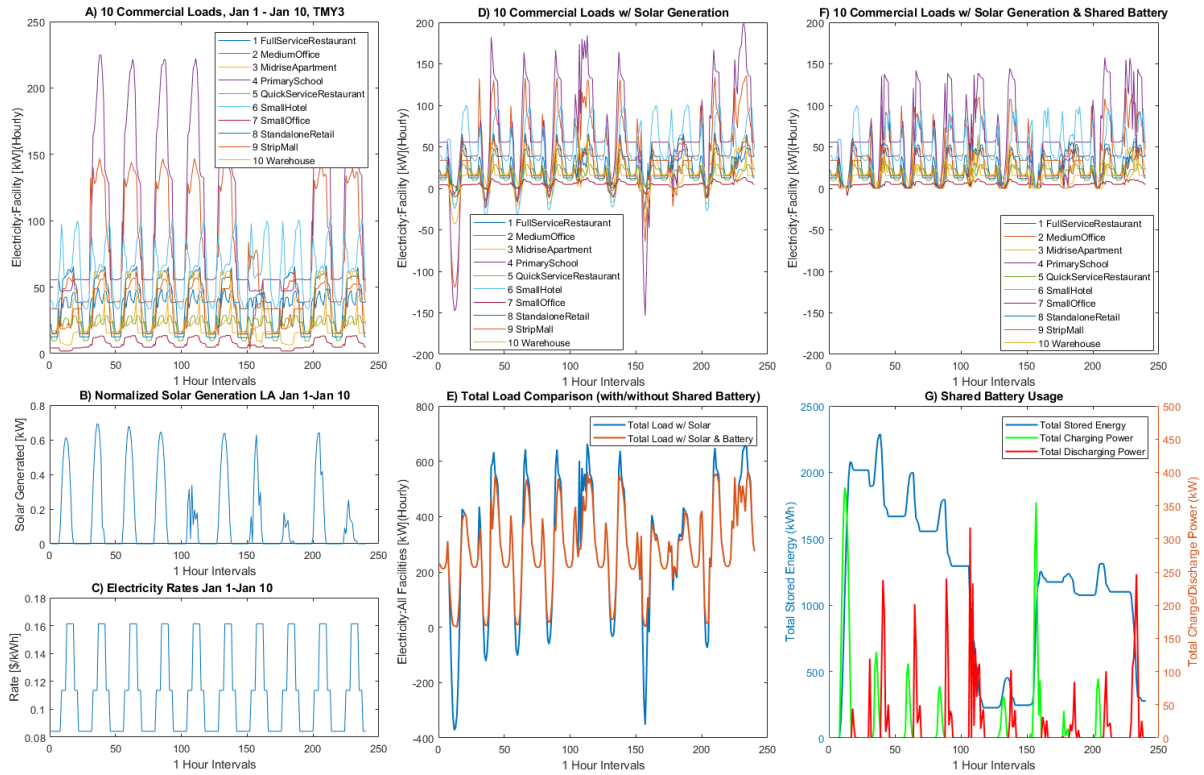 A) 10 Commercial Loads, Jan 1 - Jan 10, TMY3
Electricity:Facility [kW](Hourly)
250
200
150
100
50
0
1 FullServiceRestaurant
2 MediumOffice
3 MidriseApartment
4 PrimarySchool
5 QuickServiceRestaurant
6 SmallHotel
7 SmallOffice
8 StandaloneRetail
9 StripMall
10 Warehouse
0 50 100 150 200 250
1 Hour Intervals
B) Normalized Solar Generation LA Jan 1-Jan 10
Solar Generated [kW]
0.8
0.6
0.4
0.2
0
0 50 100 150 200 250
1 Hour Intervals
C) Electricity Rates Jan 1-Jan 10
Rate [$/kWh]
0.18
0.16
0.14
0.12
0.1
0.08
0 50 100 150 200 250
1 Hour Intervals
D) 10 Commercial Loads w/ Solar Generation
Electricity:Facility [kW](Hourly)
200
150
100
50
0
-50
-100
-150
-200
1 FullServiceRestaurant
2 MediumOffice
3 MidriseApartment
4 PrimarySchool
5 QuickServiceRestaurant
6 SmallHotel
7 SmallOffice
8 StandaloneRetail
9 StripMall
10 Warehouse
0 50 100 150 200 250
1 Hour Intervals
E) Total Load Comparison (with/without Shared Battery)
Electricity:All Facilities [kW](Hourly)
800
600
400
200
0
-200
-400
Total Load w/ Solar
Total Load w/ Solar & Battery
0 50 100 150 200 250
1 Hour Intervals
F) 10 Commercial Loads w/ Solar Generation & Shared Battery
Electricity:Facility [kW](Hourly)
200
150
100
50
0
-50
-100
-150
-200
1 FullServiceRestaurant
2 MediumOffice
3 MidriseApartment
4 PrimarySchool
5 QuickServiceRestaurant
6 SmallHotel
7 SmallOffice
8 StandaloneRetail
9 StripMall
10 Warehouse
0 50 100 150 200 250
1 Hour Intervals
G) Shared Battery Usage
Total Stored Energy (kWh)
2500
2000
1500
1000
500
0
Total Stored Energy
Total Charging Power
Total Discharging Power
500
450
400
350
300
250
200
150
100
50
0
Total Charge/Discharge Power (kW)
0 50 100 150 200 250
1 Hour Intervals